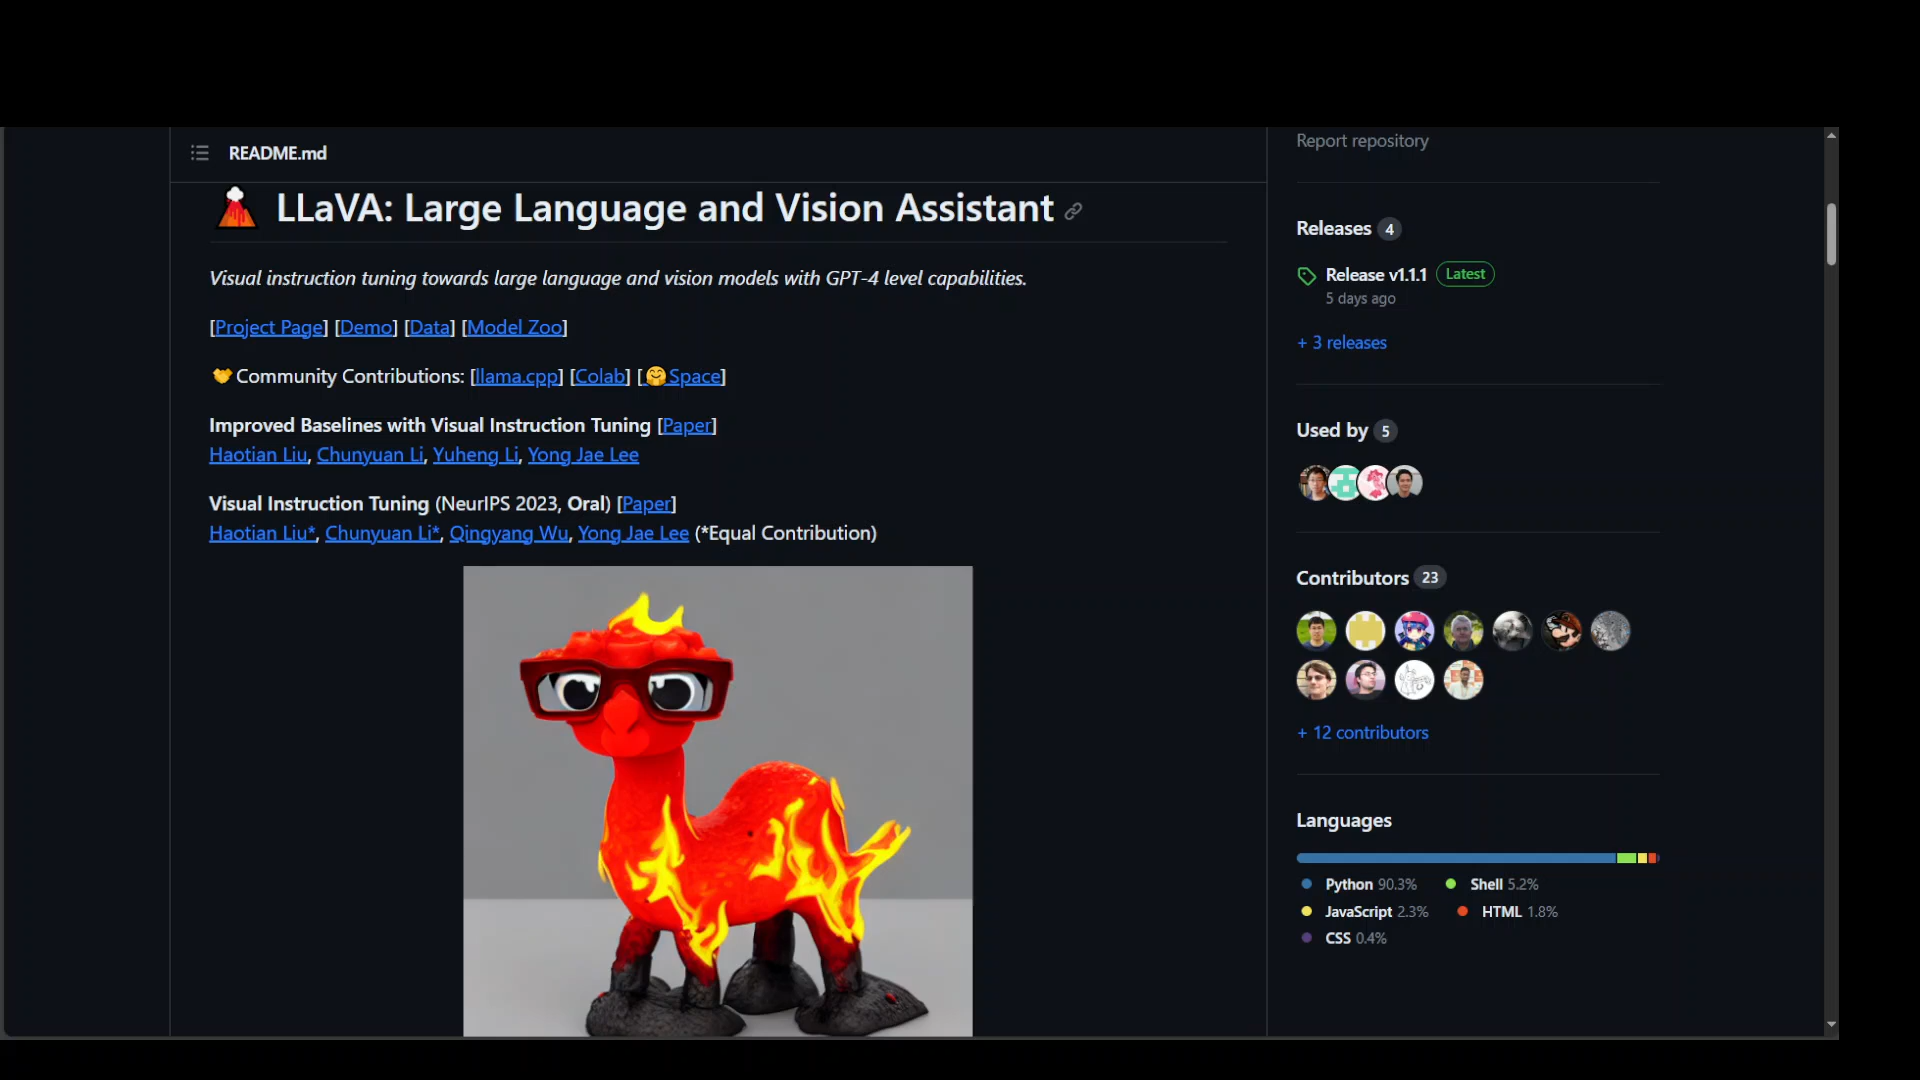 README.md
🌋 LLaVA: Large Language and Vision Assistant
Visual instruction tuning towards large language and vision models with GPT-4 level capabilities.
[Project Page] [Demo] [Data] [Model Zoo]
🤝Community Contributions: [llama.cpp] [Colab] [🤗Space]
Improved Baselines with Visual Instruction Tuning [Paper]
Haotian Liu, Chunyuan Li, Yuheng Li, Yong Jae Lee
Visual Instruction Tuning (NeurIPS 2023, Oral) [Paper]
Haotian Liu*, Chunyuan Li*, Qingyang Wu, Yong Jae Lee (*Equal Contribution)
Report repository
Releases 4
Release v1.1.1 Latest
5 days ago
+ 3 releases
Used by 5
Contributors 23
+ 12 contributors
Languages
Python 90.3% Shell 5.2%
JavaScript 2.3% HTML 1.8%
CSS 0.4%